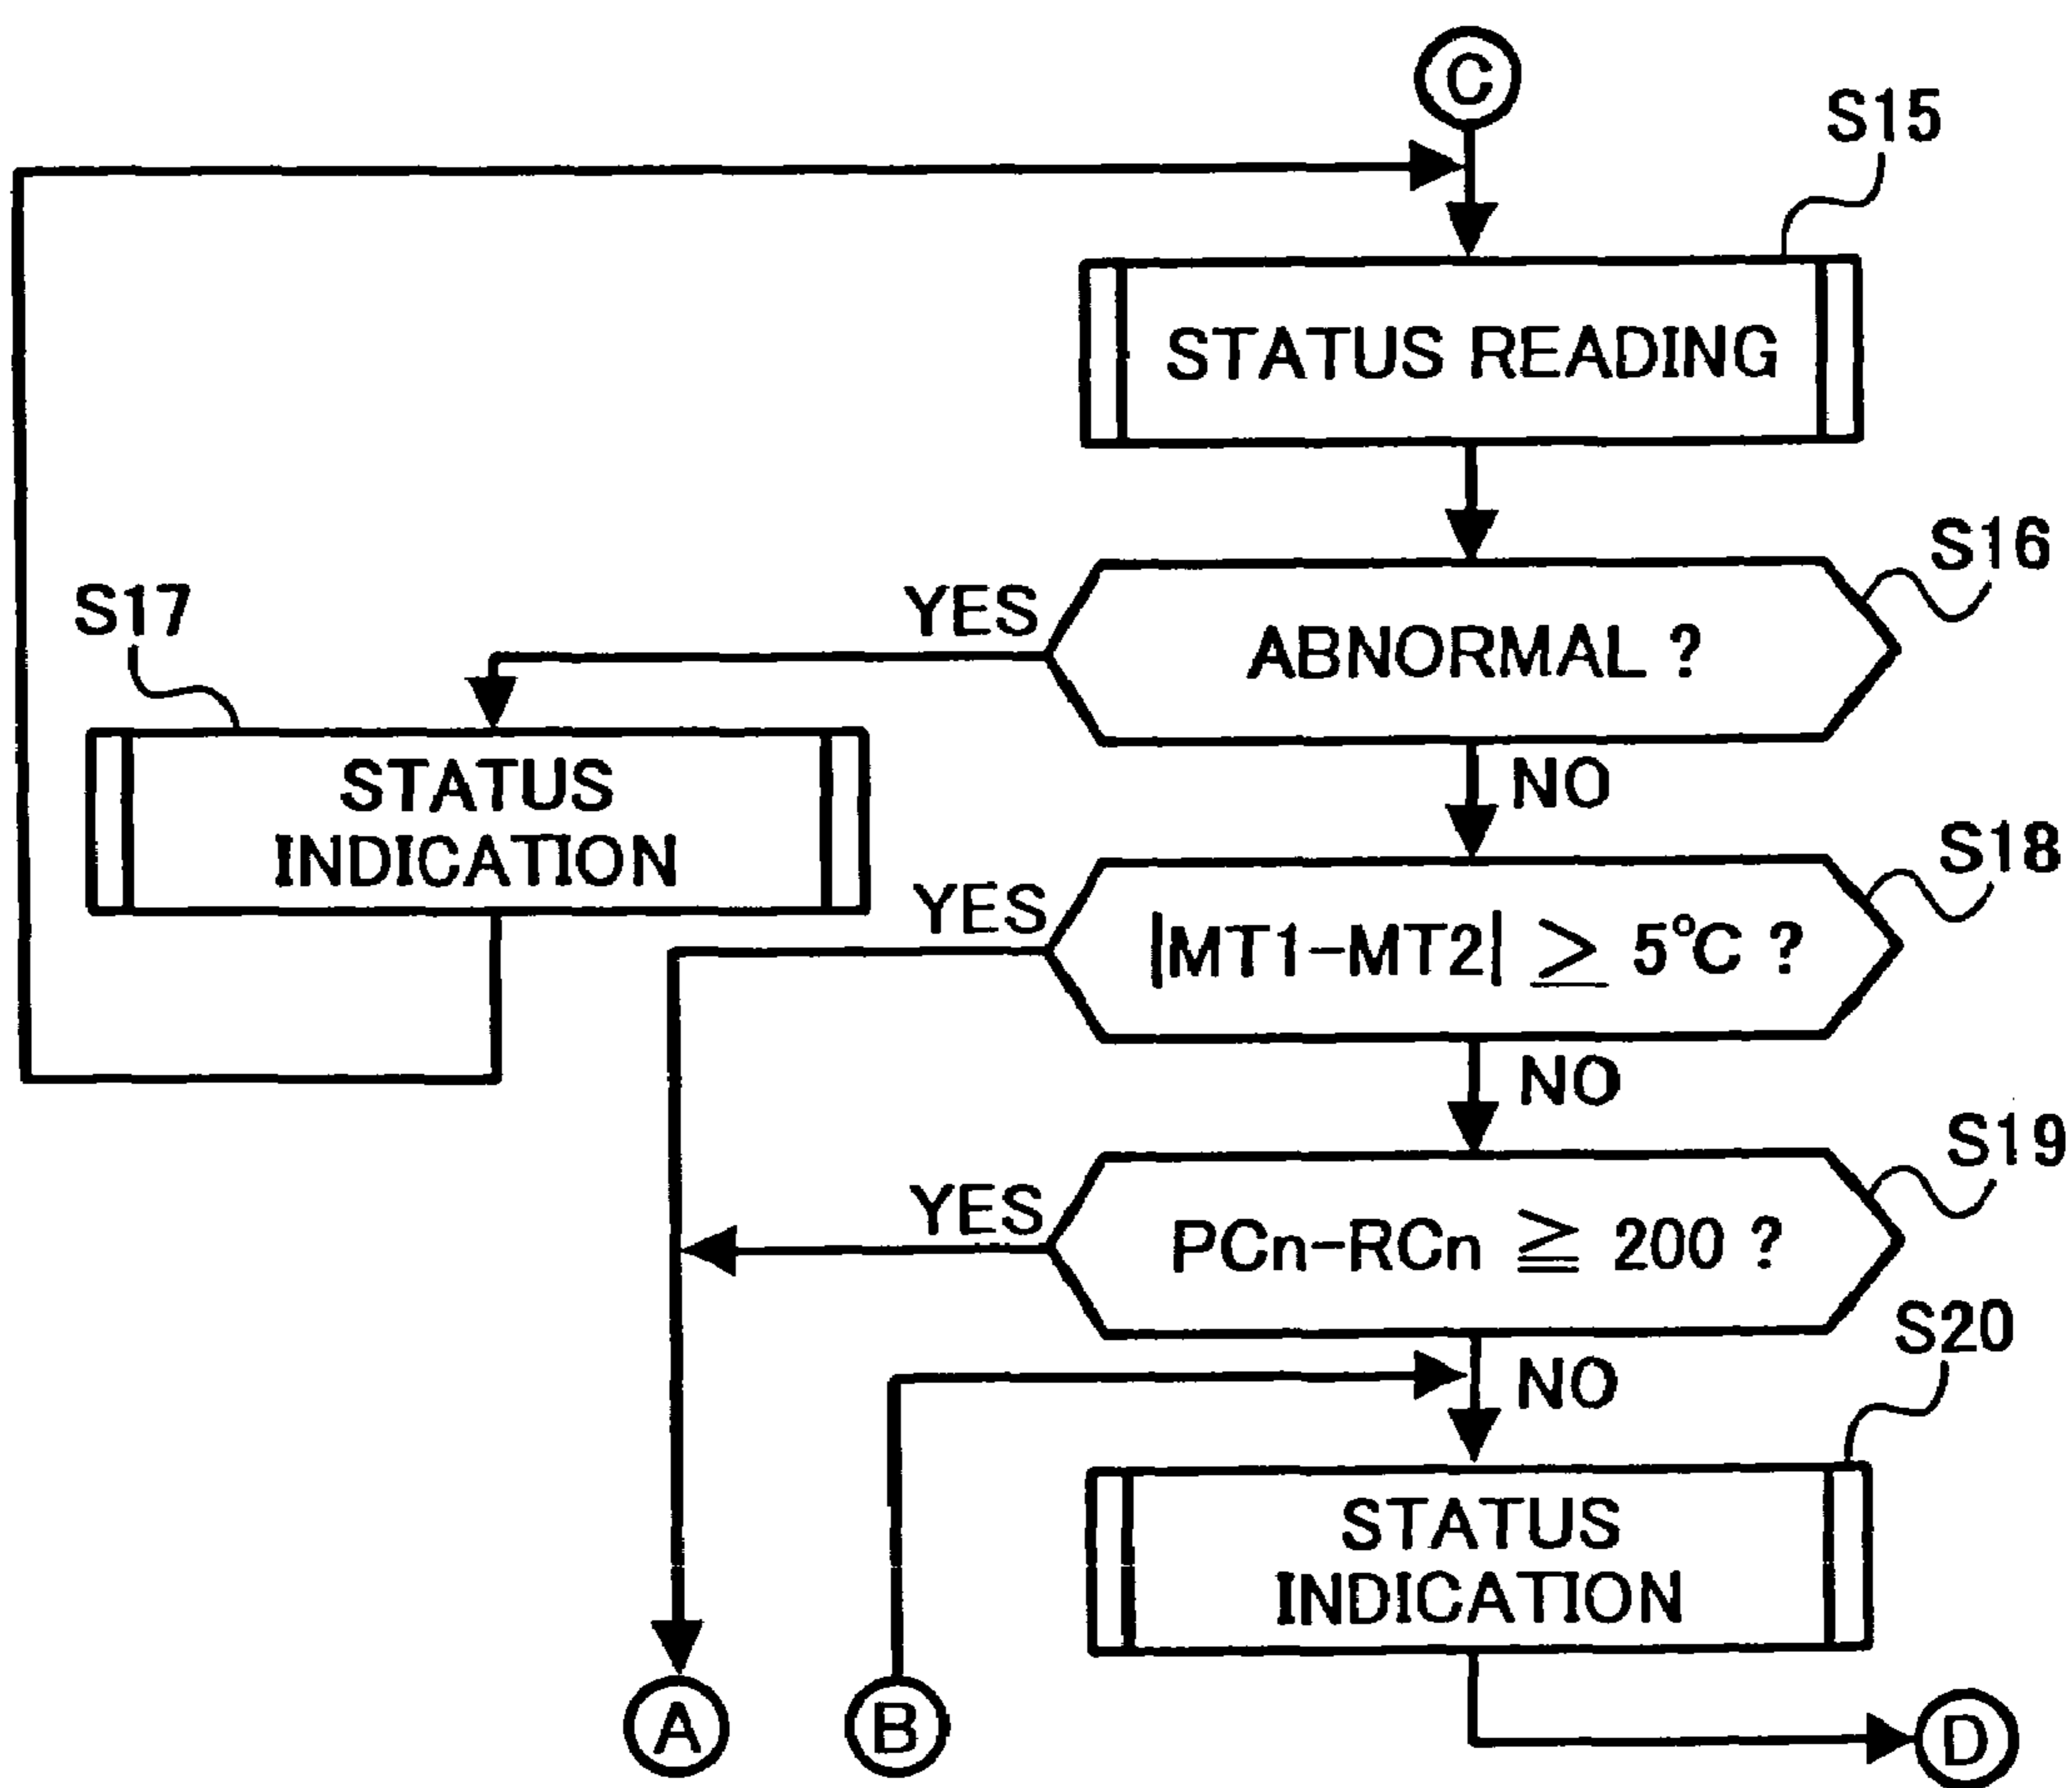 C
S15
STATUS READING
S16
YES
ABNORMAL ?
S17
STATUS
INDICATION
NO
S18
YES
|MT1-MT2| ≥ 5°C ?
NO
S19
YES
PCn-RCn ≧ 200 ?
S20
NO
STATUS
INDICATION
A
B
D